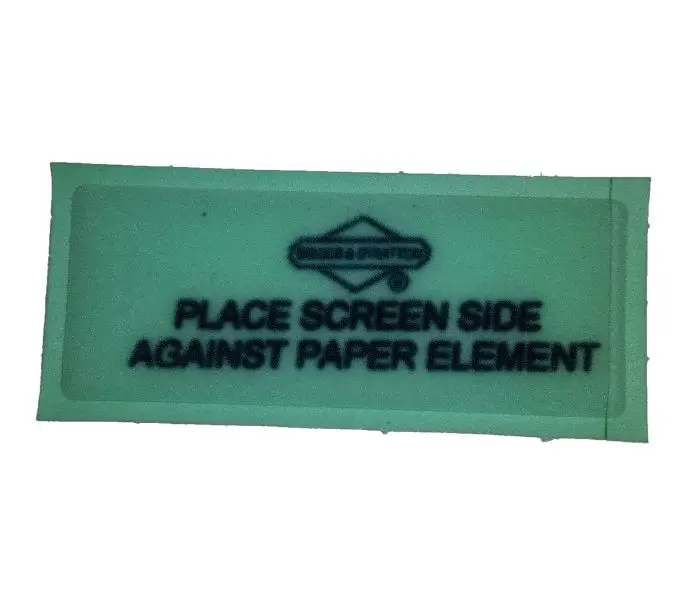 BRIGGS & STRATTON
®
PLACE SCREEN SIDE
AGAINST PAPER ELEMENT